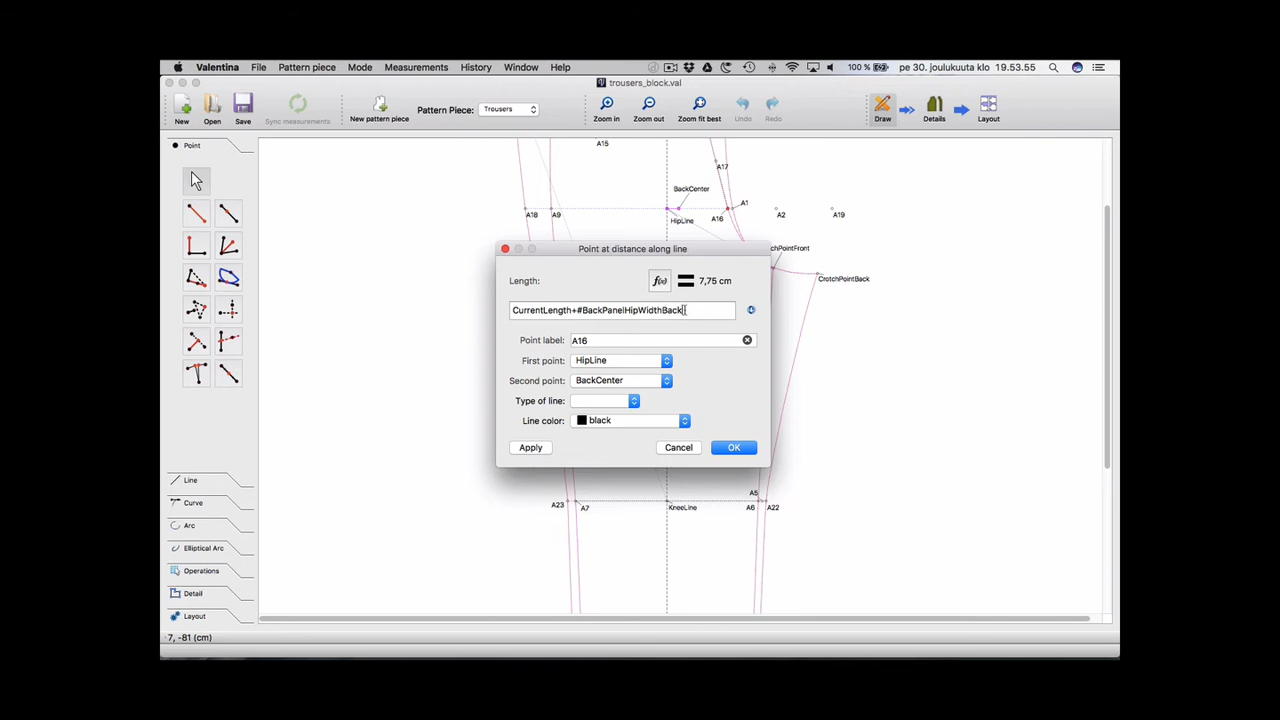 Valentina File Pattern piece Mode Measurements History Window Help 100 % pe 30. joulukuuta klo 19.53.55
trousers_block.val
New Open Save Sync measurements New pattern piece Pattern Piece: Trousers Zoom in Zoom out Zoom fit best Undo Redo Draw Details Layout
Point
A15
A17
BackCenter
A1
A18 A9 HipLine A16 A2 A19
Point at distance along line
chPointFront
CrotchPointBack
Length: f(x) 7,75 cm
CurrentLength+#BackPanelHipWidthBack
Point label: A16
First point: HipLine
Second point: BackCenter
Type of line:
Line color: black
Apply Cancel OK
A5
A23 A7 KneeLine A6 A22
Line
Curve
Arc
Elliptical Arc
Operations
Detail
Layout
7, -81 (cm)